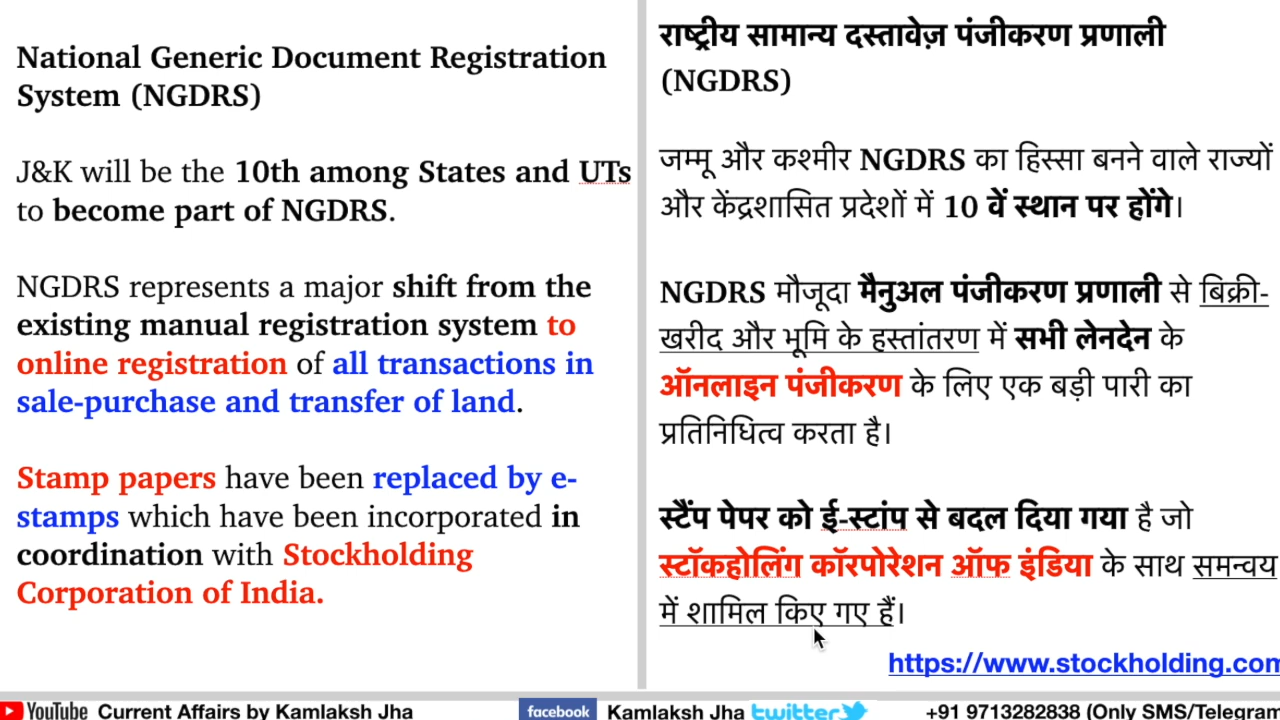 National Generic Document Registration
System (NGDRS)
J&K will be the 10th among States and UTs
to become part of NGDRS.
NGDRS represents a major shift from the
existing manual registration system to
online registration of all transactions in
sale-purchase and transfer of land.
Stamp papers have been replaced by e-
stamps which have been incorporated in
coordination with Stockholding
Corporation of India.
राष्ट्रीय सामान्य दस्तावेज़ पंजीकरण प्रणाली
(NGDRS)
जम्मू और कश्मीर NGDRS का हिस्सा बनने वाले राज्यों
और केंद्रशासित प्रदेशों में 10 वें स्थान पर होंगे।
NGDRS मौजूदा मैनुअल पंजीकरण प्रणाली से बिक्री-
खरीद और भूमि के हस्तांतरण में सभी लेनदेन के
ऑनलाइन पंजीकरण के लिए एक बड़ी पारी का
प्रतिनिधित्व करता है।
स्टैंप पेपर को ई-स्टांप से बदल दिया गया है जो
स्टॉकहोलिंग कॉरपोरेशन ऑफ इंडिया के साथ समन्वय
में शामिल किए गए हैं।
https://www.stockholding.com
YouTube Current Affairs by Kamlaksh Jha facebook Kamlaksh Jha twitter +91 9713282838 (Only SMS/Telegram